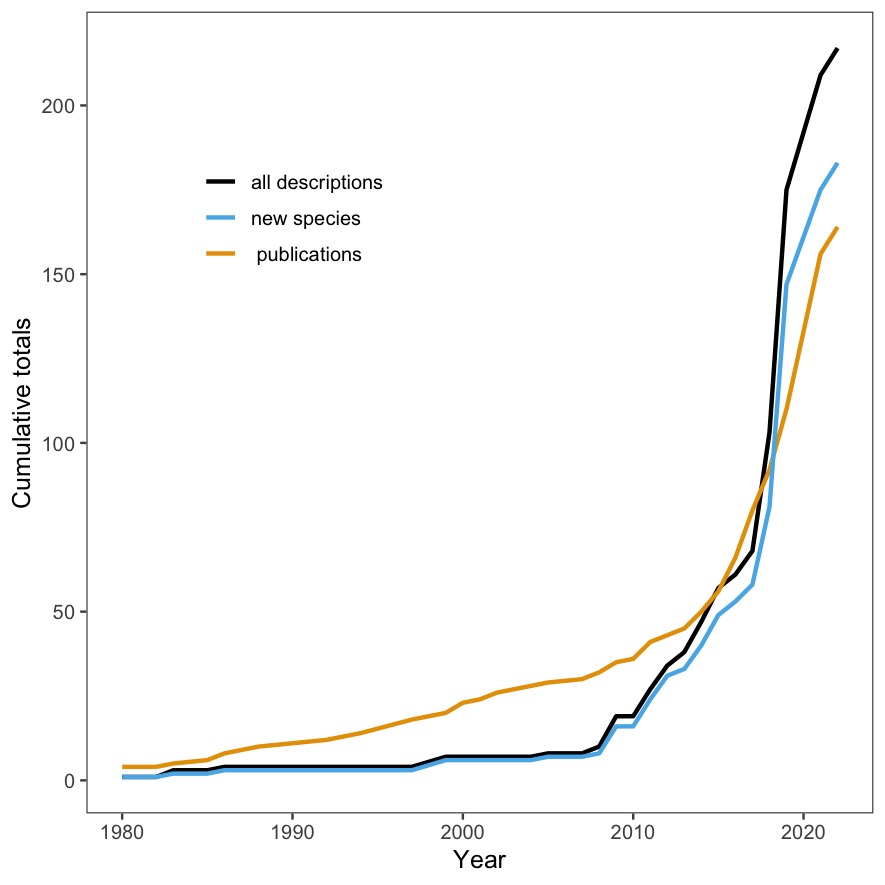 200
150
100
50
0
Cumulative totals
all descriptions
new species
publications
1980 1990 2000 2010 2020
Year